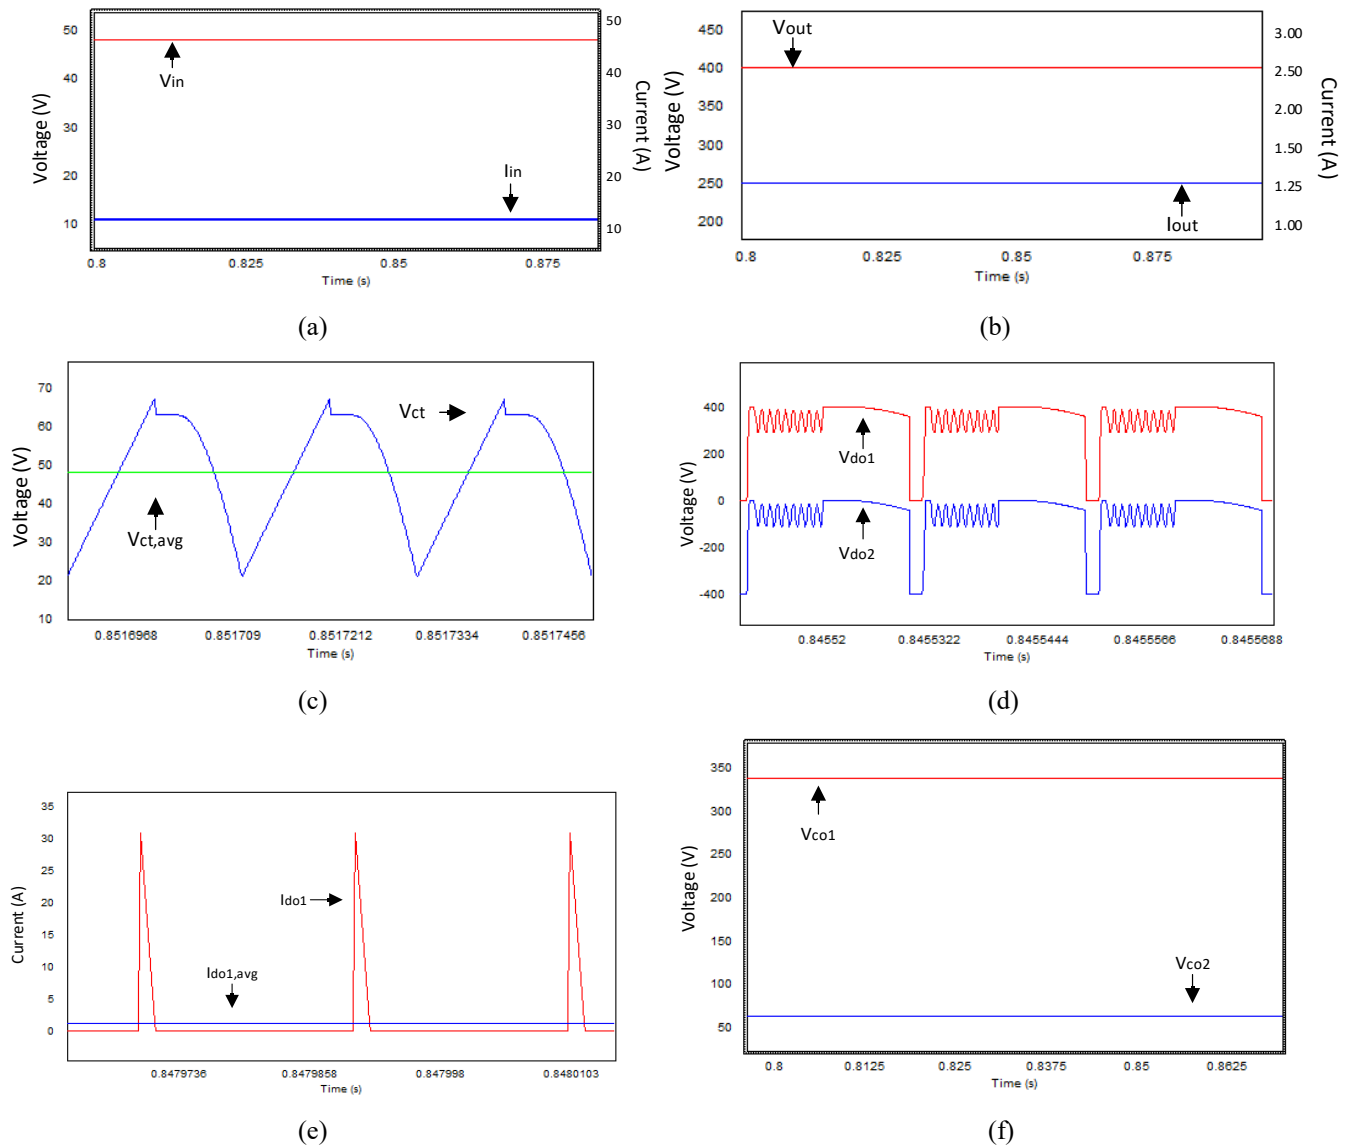 50
40
30
20
10
Voltage (V)
Vin
Iin
50
40
30
20
10
Current (A)
0.8 0.825 0.85 0.875
Time (s)
(a)
450
400
350
300
250
200
Voltage (V)
Vout
Iout
3.00
2.50
2.00
1.50
1.25
1.00
Current (A)
0.8 0.825 0.85 0.875
Time (s)
(b)
70
60
50
40
30
20
10
Voltage (V)
Vct
Vct,avg
0.8516968 0.851709 0.8517212 0.8517334 0.8517456
Time (s)
(c)
400
200
0
-200
-400
Voltage (V)
Vdo1
Vdo2
0.84552 0.8455322 0.8455444 0.8455566 0.8455688
Time (s)
(d)
35
30
25
20
15
10
5
0
Current (A)
Ido1
Ido1,avg
0.8479736 0.8479858 0.847998 0.8480103
Time (s)
(e)
350
300
250
200
150
100
50
Voltage (V)
Vco1
Vco2
0.8 0.8125 0.825 0.8375 0.85 0.8625
Time (s)
(f)